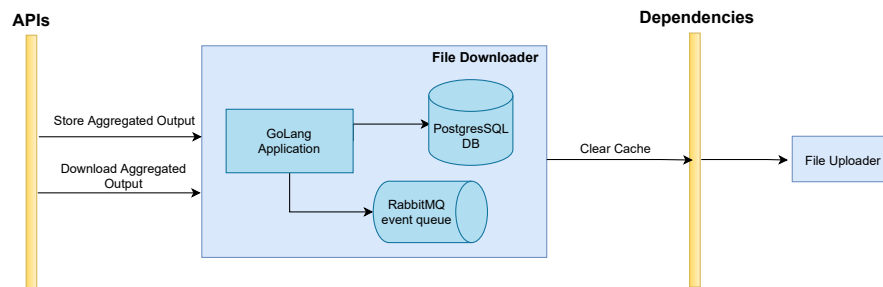 APIs
Dependencies
File Downloader
Store Aggregated Output
GoLang
Application
PostgresSQL
DB
Download Aggregated
Output
RabbitMQ
event queue
Clear Cache
File Uploader